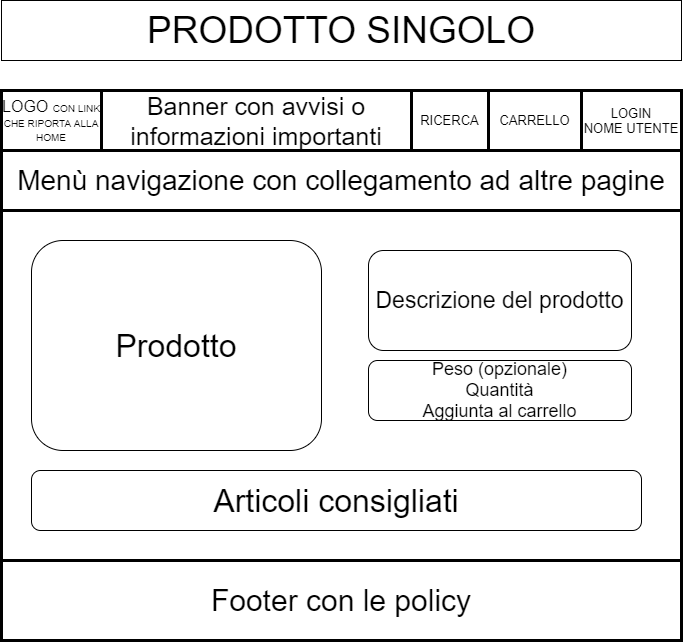 PRODOTTO SINGOLO
LOGO CON LINK
CHE RIPORTA ALLA
HOME
Banner con avvisi o
informazioni importanti
RICERCA
CARRELLO
LOGIN
NOME UTENTE
Menù navigazione con collegamento ad altre pagine
Prodotto
Descrizione del prodotto
Peso (opzionale)
Quantità
Aggiunta al carrello
Articoli consigliati
Footer con le policy